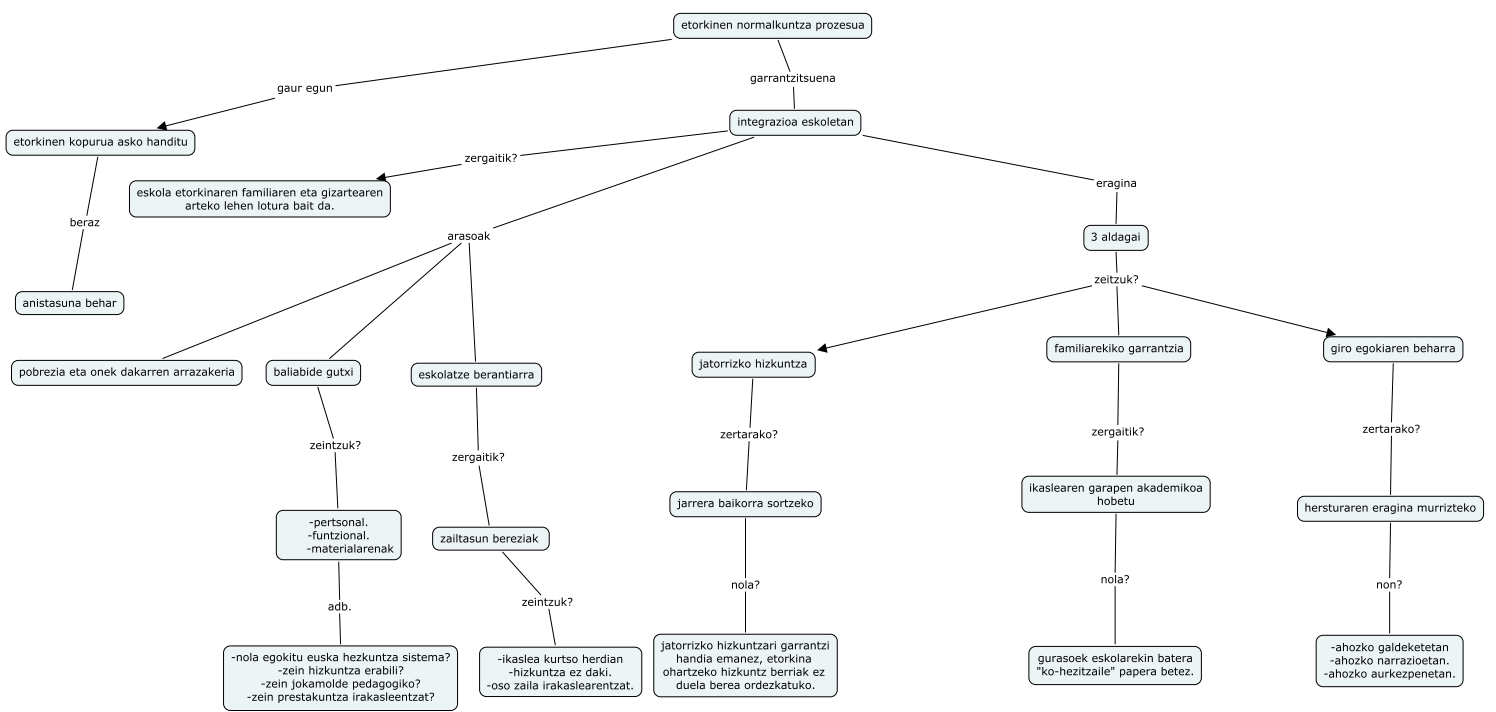 etorkinen normalkuntza prozesua
gaur egun
garrantzitsuena
etorkinen kopurua asko handitu
integrazioa eskoletan
beraz
anistasuna behar
zergaitik?
eskola etorkinaren familiaren eta gizartearen
arteko lehen lotura bait da.
arasoak
eragina
3 aldagai
zeitzuk?
pobrezia eta onek dakarren arrazakeria
baliabide gutxi
eskolatze berantiarra
jatorrizko hizkuntza
familiarekiko garrantzia
giro egokiaren beharra
zeintzuk?
-pertsonal.
-funtzional.
-materialarenak
adb.
-nola egokitu euska hezkuntza sistema?
-zein hizkuntza erabili?
-zein jokamolde pedagogiko?
-zein prestakuntza irakasleentzat?
zergaitik?
zailtasun bereziak
zeintzuk?
-ikaslea kurtso herdian
-hizkuntza ez daki.
-oso zaila irakaslearentzat.
zertarako?
jarrera baikorra sortzeko
nola?
jatorrizko hizkuntzari garrantzi
handia emanez, etorkina
ohartzeko hizkuntz berriak ez
duela berea ordezkatuko.
zergaitik?
ikaslearen garapen akademikoa
hobetu
nola?
gurasoek eskolarekin batera
"ko-hezitzaile" papera betez.
zertarako?
hersturaren eragina murrizteko
non?
-ahozko galdeketetan
-ahozko narrazioetan.
-ahozko aurkezpenetan.